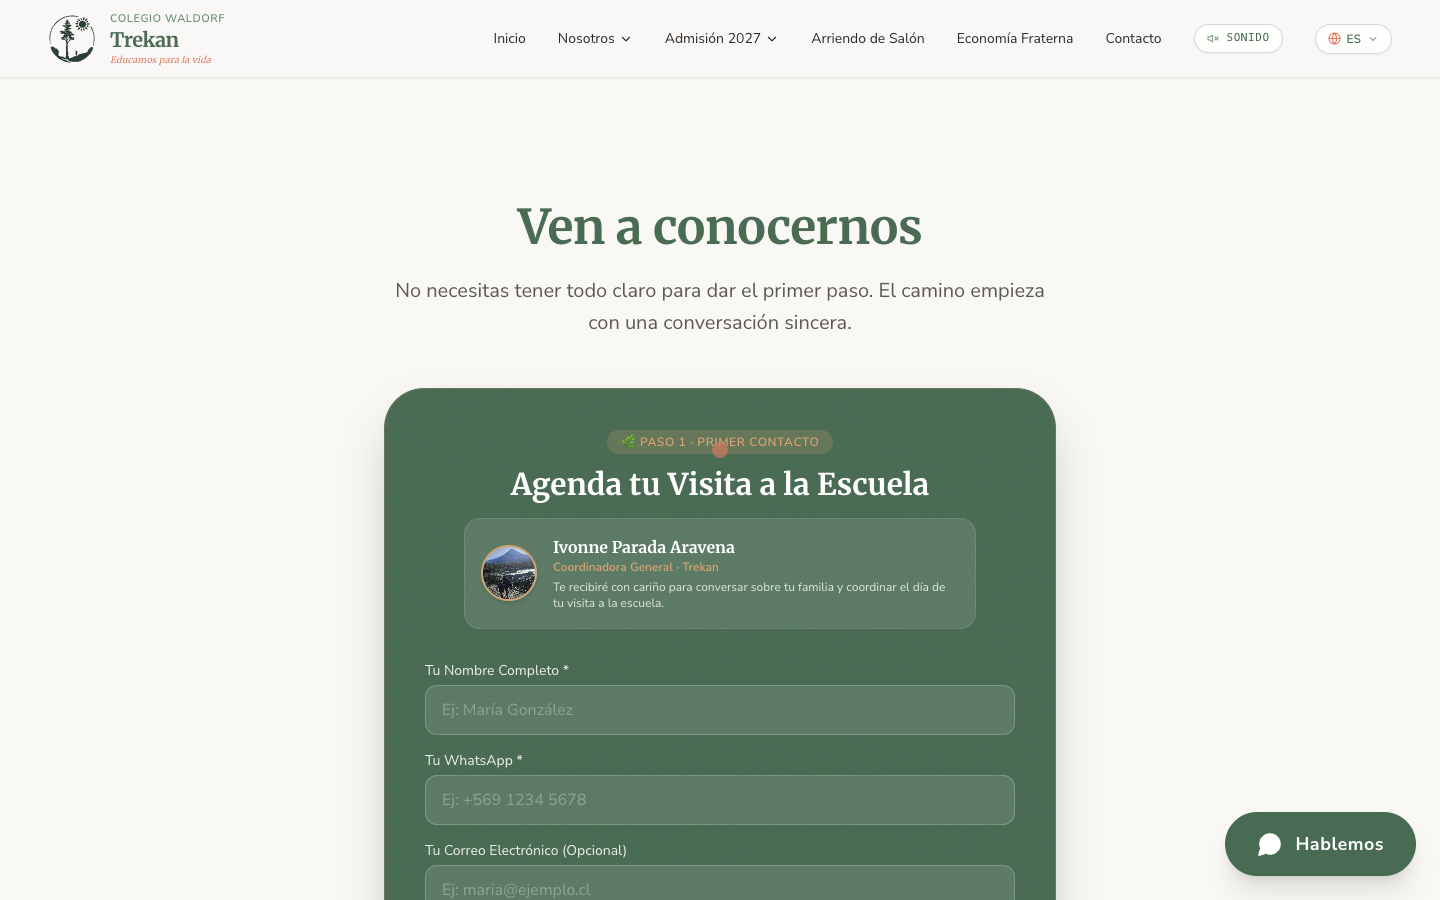 COLEGIO WALDORF
Trekan
Educamos para la vida
Inicio
Nosotros
Admisión 2027
Arriendo de Salón
Economía Fraterna
Contacto
SONIDO
ES
Ven a conocernos
No necesitas tener todo claro para dar el primer paso. El camino empieza
con una conversación sincera.
PASO 1 · PRIMER CONTACTO
Agenda tu Visita a la Escuela
Ivonne Parada Aravena
Coordinadora General · Trekan
Te recibiré con cariño para conversar sobre tu familia y coordinar el día de
tu visita a la escuela.
Tu Nombre Completo *
Ej: María González
Tu WhatsApp *
Ej: +569 1234 5678
Tu Correo Electrónico (Opcional)
Ej: maria@ejemplo.cl
Hablemos